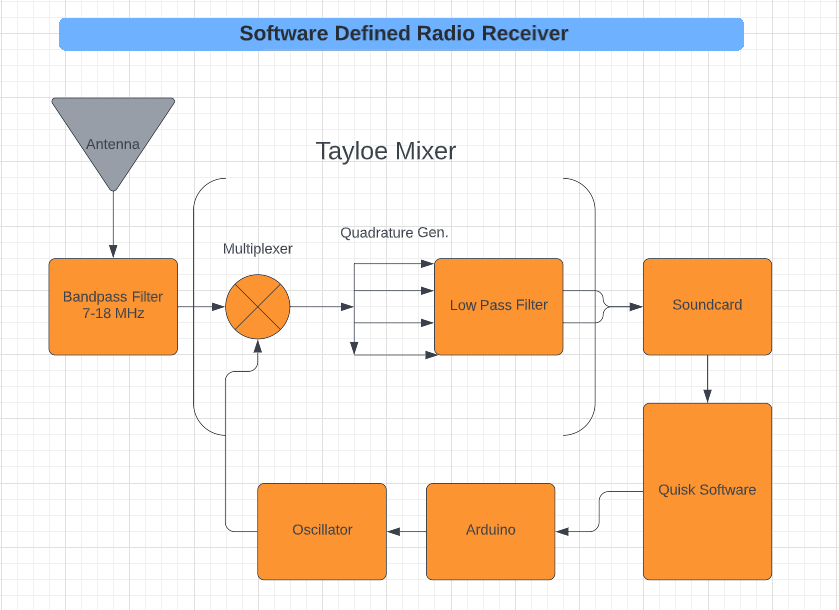 Software Defined Radio Receiver
Antenna
Tayloe Mixer
Quadrature Gen.
Multiplexer
Bandpass Filter
7-18 MHz
Low Pass Filter
Soundcard
Quisk Software
Oscillator
Arduino